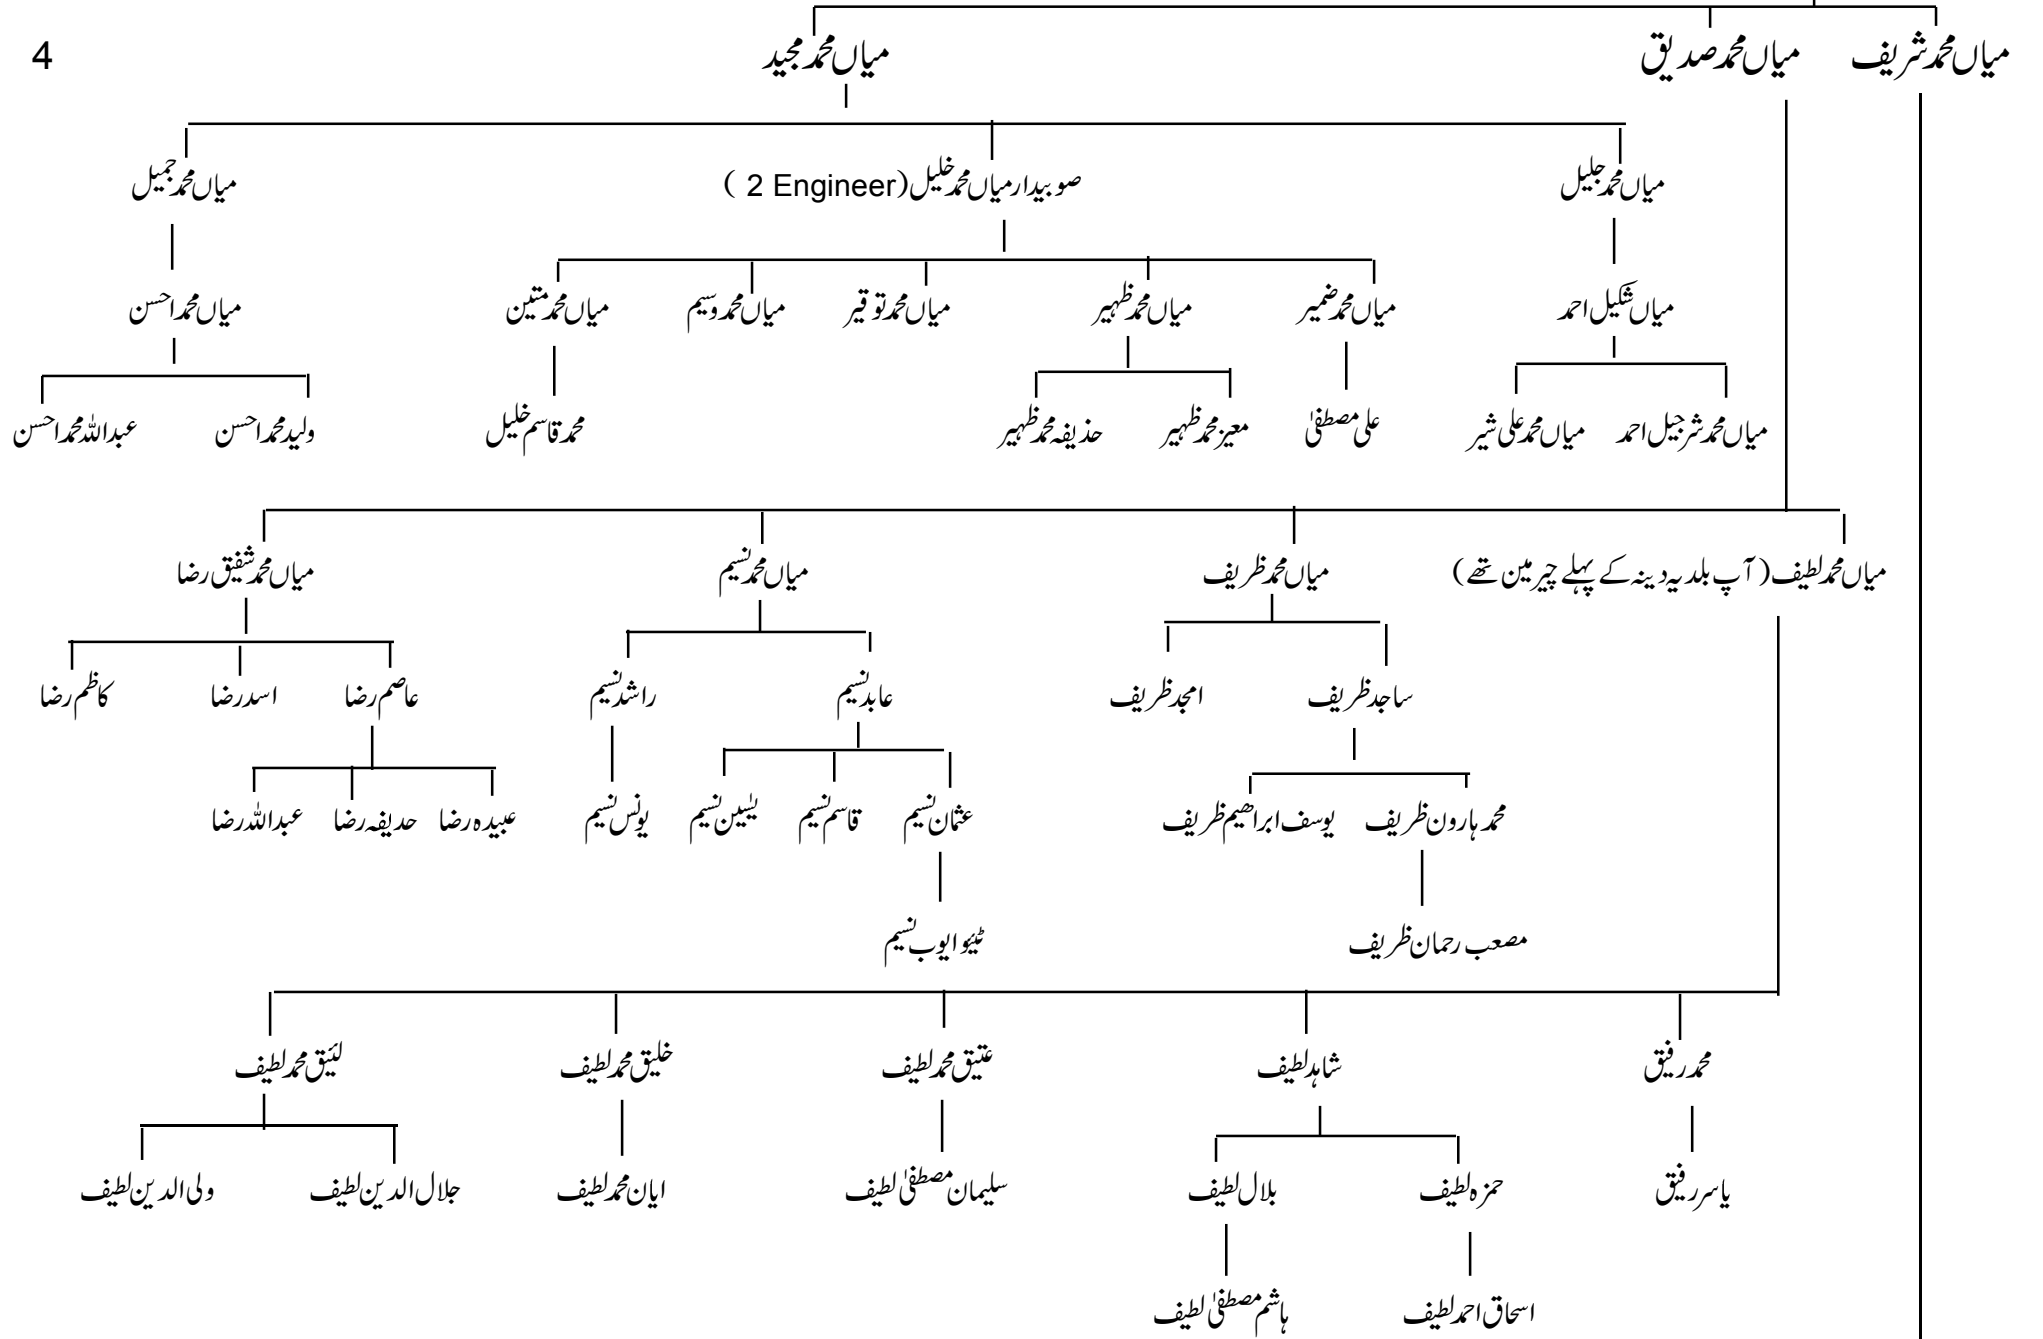 4
میاں محمد شریف
میاں محمد صدیق
میاں محمد مجید
میاں محمد جلیل
صوبیدار میاں محمد خلیل (2 Engineer)
میاں محمد جمیل
میاں شکیل احمد
میاں محمد ضمیر
میاں محمد ظہیر
میاں محمد توقیر
میاں محمد وسیم
میاں محمد متین
میاں محمد احسن
میاں محمد شرجیل احمد
میاں محمد علی شیر
علی مصطفیٰ
معیز محمد ظہیر
حذیفہ محمد ظہیر
محمد قاسم خلیل
ولید محمد احسن
عبداللہ محمد احسن
میاں محمد لطیف (آپ بلدیہ دینہ کے پہلے چیرمین تھے)
میاں محمد ظریف
میاں محمد نسیم
میاں محمد شفیق رضا
ساجد ظریف
امجد ظریف
عابد نسیم
راشد نسیم
عاصم رضا
اسد رضا
کاظم رضا
محمد ہارون ظریف
یوسف ابراھیم ظریف
عثمان نسیم
قاسم نسیم
یٰسین نسیم
یونس نسیم
عبیدہ رضا
حدیفہ رضا
عبداللہ رضا
مصعب رحمان ظریف
ٹیو ایوب نسیم
محمد رفیق
شاہد لطیف
عتیق محمد لطیف
خلیق محمد لطیف
لئیق محمد لطیف
یاسر رفیق
حمزہ لطیف
بلال لطیف
سلیمان مصطفیٰ لطیف
ایان محمد لطیف
جلال الدین لطیف
ولی الدین لطیف
اسحاق احمد لطیف
ہاشم مصطفیٰ لطیف